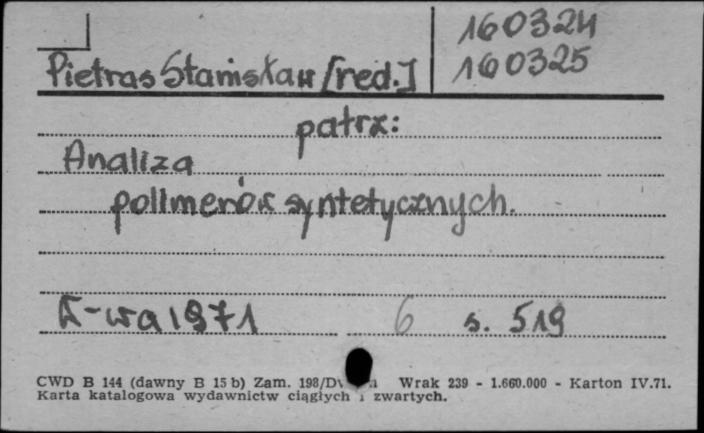 160324
Pietras Stanisław [red.]
160325
patrz:
Analiza
polimerów syntetycznych.
W-wa 1971 6 s. 519
CWD B 144 (dawny B 15 b) Zam. 198/D Wrak 239 - 1.660.000 - Karton IV.71.
Karta katalogowa wydawnictw ciągłych i zwartych.